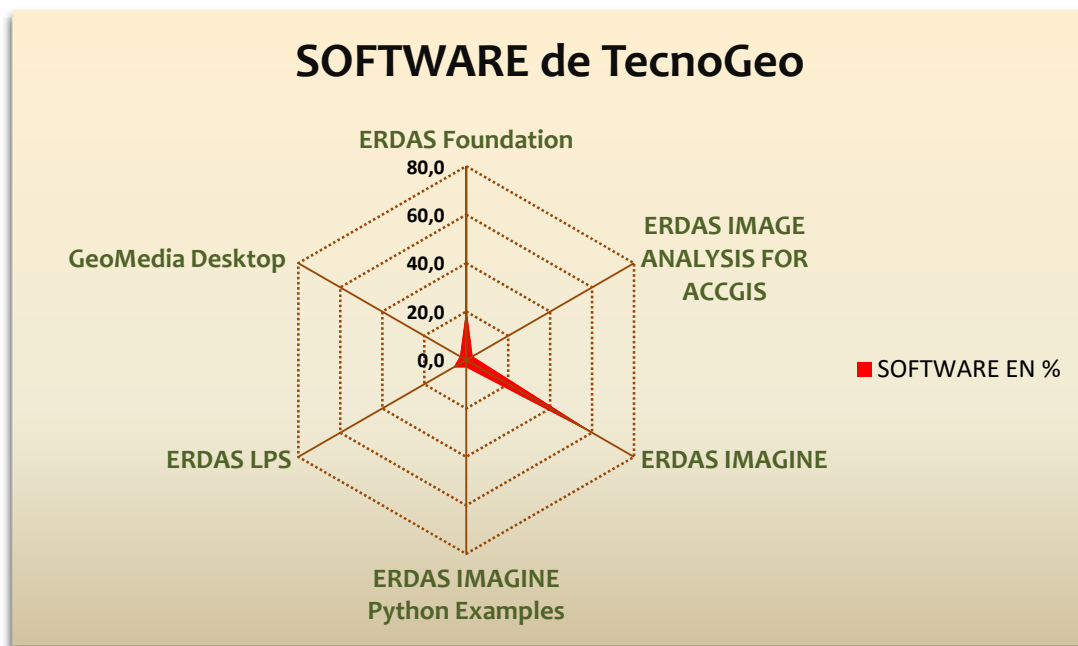 SOFTWARE de TecnoGeo
ERDAS Foundation
80,0
60,0
40,0
20,0
0,0
ERDAS IMAGE
ANALYSIS FOR
ACCGIS
ERDAS IMAGINE
ERDAS IMAGINE
Python Examples
ERDAS LPS
GeoMedia Desktop
SOFTWARE EN %